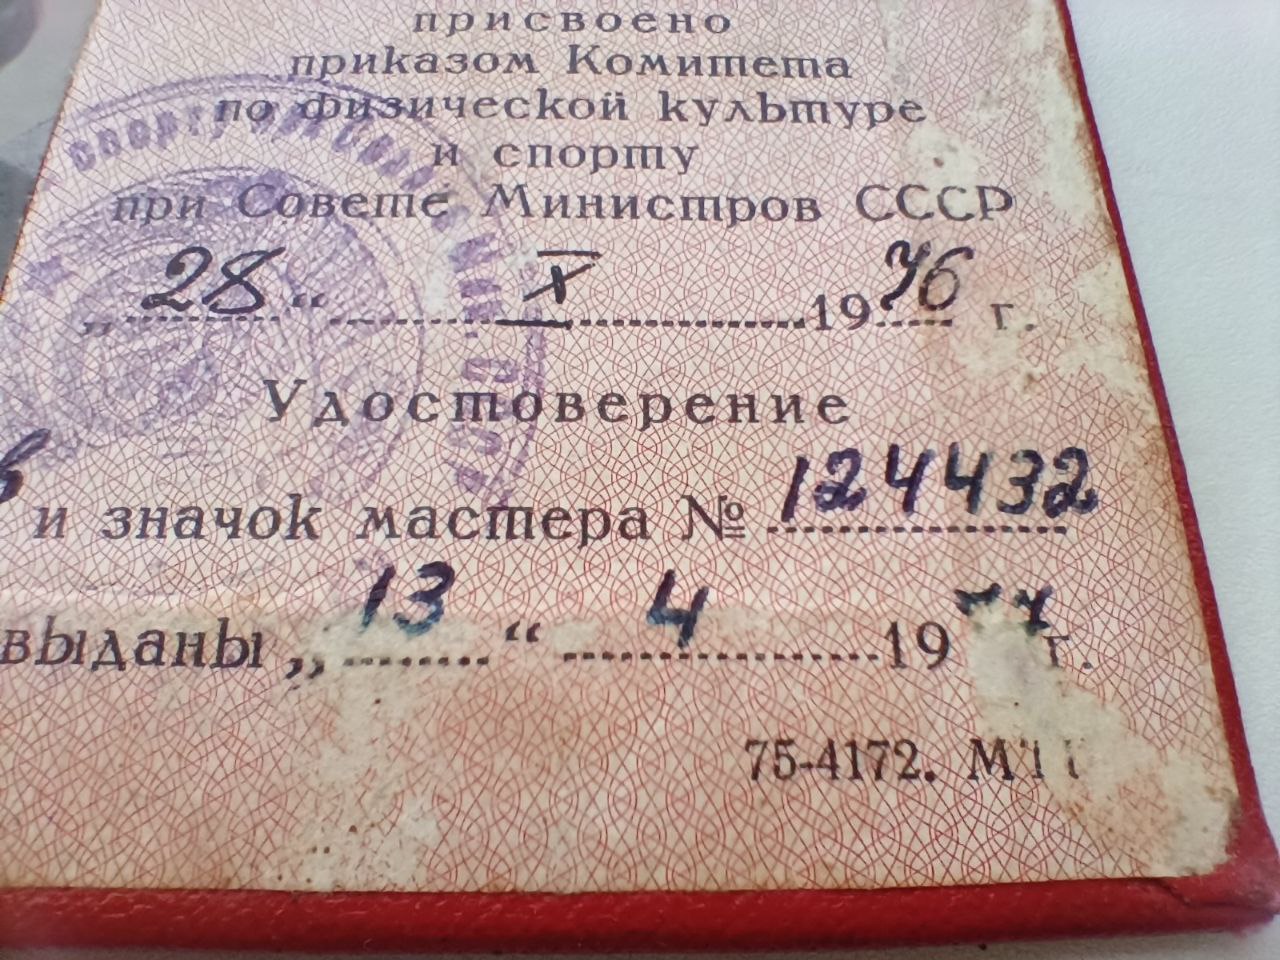 присвоено
приказом Комитета
по физической культуре
и спорту
при Совете Министров СССР
„28“ X 1976 г.
Удостоверение
и значок мастера № 124432
выданы „13“ 4 1977 г.
75-4172.